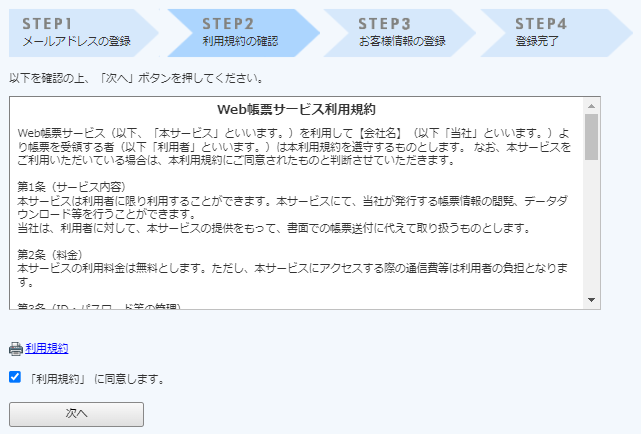 STEP1
メールアドレスの登録
STEP2
利用規約の確認
STEP3
お客様情報の登録
STEP4
登録完了
以下を確認の上、「次へ」ボタンを押してください。
Web帳票サービス利用規約
Web帳票サービス（以下、「本サービス」といいます。）を利用して【会社名】（以下「当社」といいます。）よ
り帳票を受領する者（以下「利用者」といいます。）は本利用規約を遵守するものとします。 なお、本サービスを
ご利用いただいている場合は、本利用規約にご同意されたものと判断させていただきます。
第1条（サービス内容）
本サービスは利用者に限り利用することができます。本サービスにて、当社が発行する帳票情報の閲覧、データダ
ウンロード等を行うことができます。
当社は、利用者に対して、本サービスの提供をもって、書面での帳票送付に代えて取り扱うものとします。
第2条（料金）
本サービスの利用料金は無料とします。ただし、本サービスにアクセスする際の通信費等は利用者の負担となりま
す。
第3条（ID・パスワード等の管理）
利用規約
「利用規約」 に同意します。
次へ